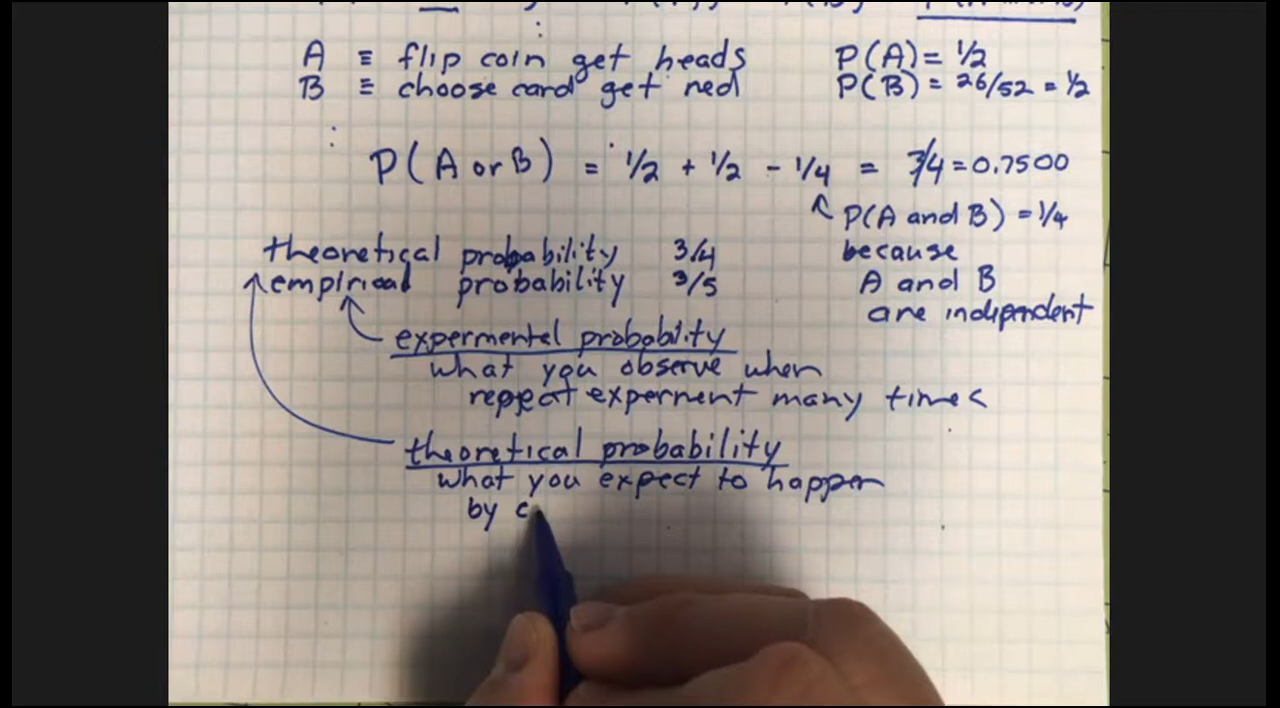 A ≡ flip coin get heads P(A) = 1/2
B ≡ choose card get red P(B) = 26/52 = 1/2
P(A or B) = 1/2 + 1/2 - 1/4 = 3/4 = 0.7500
P(A and B) = 1/4
because
A and B
are independent
theoretical probability 3/4
empirical probability 3/5
expermental probability
what you observe when
repeat experment many times
theoretical probability
what you expect to happen
by c